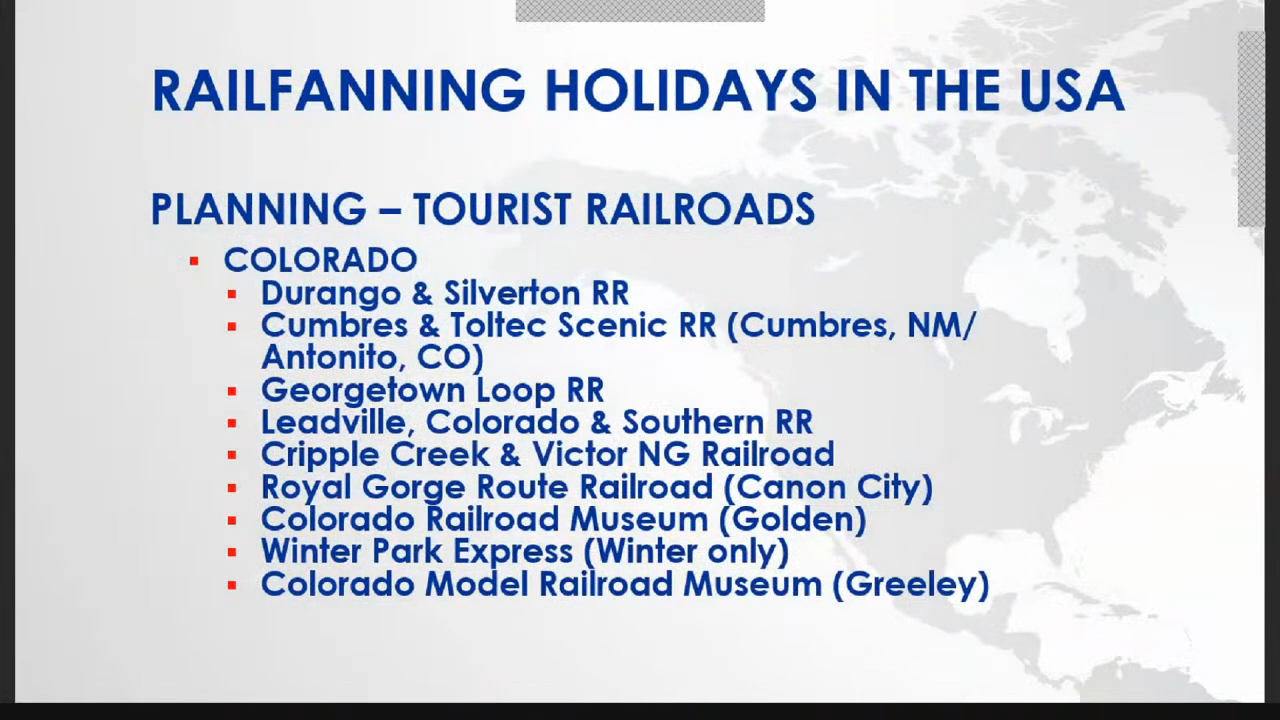 RAILFANNING HOLIDAYS IN THE USA
PLANNING – TOURIST RAILROADS
COLORADO
Durango & Silverton RR
Cumbres & Toltec Scenic RR (Cumbres, NM/
Antonito, CO)
Georgetown Loop RR
Leadville, Colorado & Southern RR
Cripple Creek & Victor NG Railroad
Royal Gorge Route Railroad (Canon City)
Colorado Railroad Museum (Golden)
Winter Park Express (Winter only)
Colorado Model Railroad Museum (Greeley)